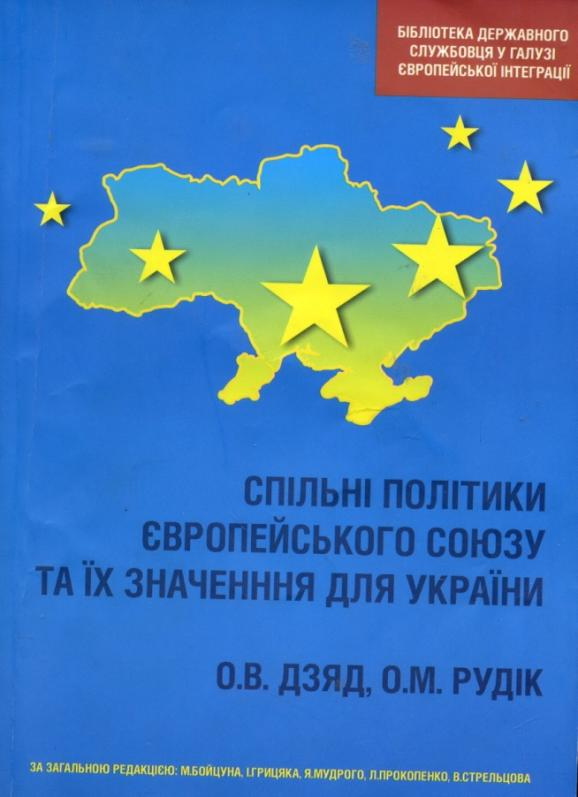 БІБЛІОТЕКА ДЕРЖАВНОГО
СЛУЖБОВЦЯ У ГАЛУЗІ
ЄВРОПЕЙСЬКОЇ ІНТЕГРАЦІЇ
СПІЛЬНІ ПОЛІТИКИ
ЄВРОПЕЙСЬКОГО СОЮЗУ
ТА ЇХ ЗНАЧЕНННЯ ДЛЯ УКРАЇНИ
О.В. ДЗЯД, О.М. РУДІК
ЗА ЗАГАЛЬНОЮ РЕДАКЦІЄЮ: М.БОЙЦУНА, І.ГРИЦЯКА, Я.МУДРОГО, Л.ПРОКОПЕНКО, В.СТРЕЛЬЦОВА